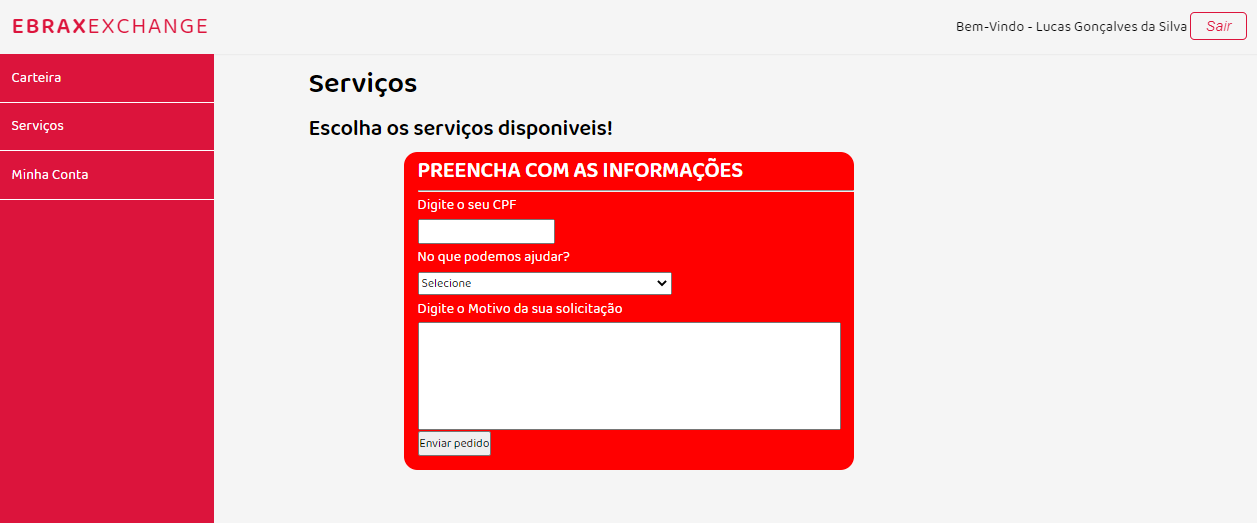 EBRAXEXCHANGE
Bem-Vindo - Lucas Gonçalves da Silva Sair
Carteira
Serviços
Minha Conta
Serviços
Escolha os serviços disponiveis!
PREENCHA COM AS INFORMAÇÕES
Digite o seu CPF
No que podemos ajudar?
Selecione
Digite o Motivo da sua solicitação
Enviar pedido